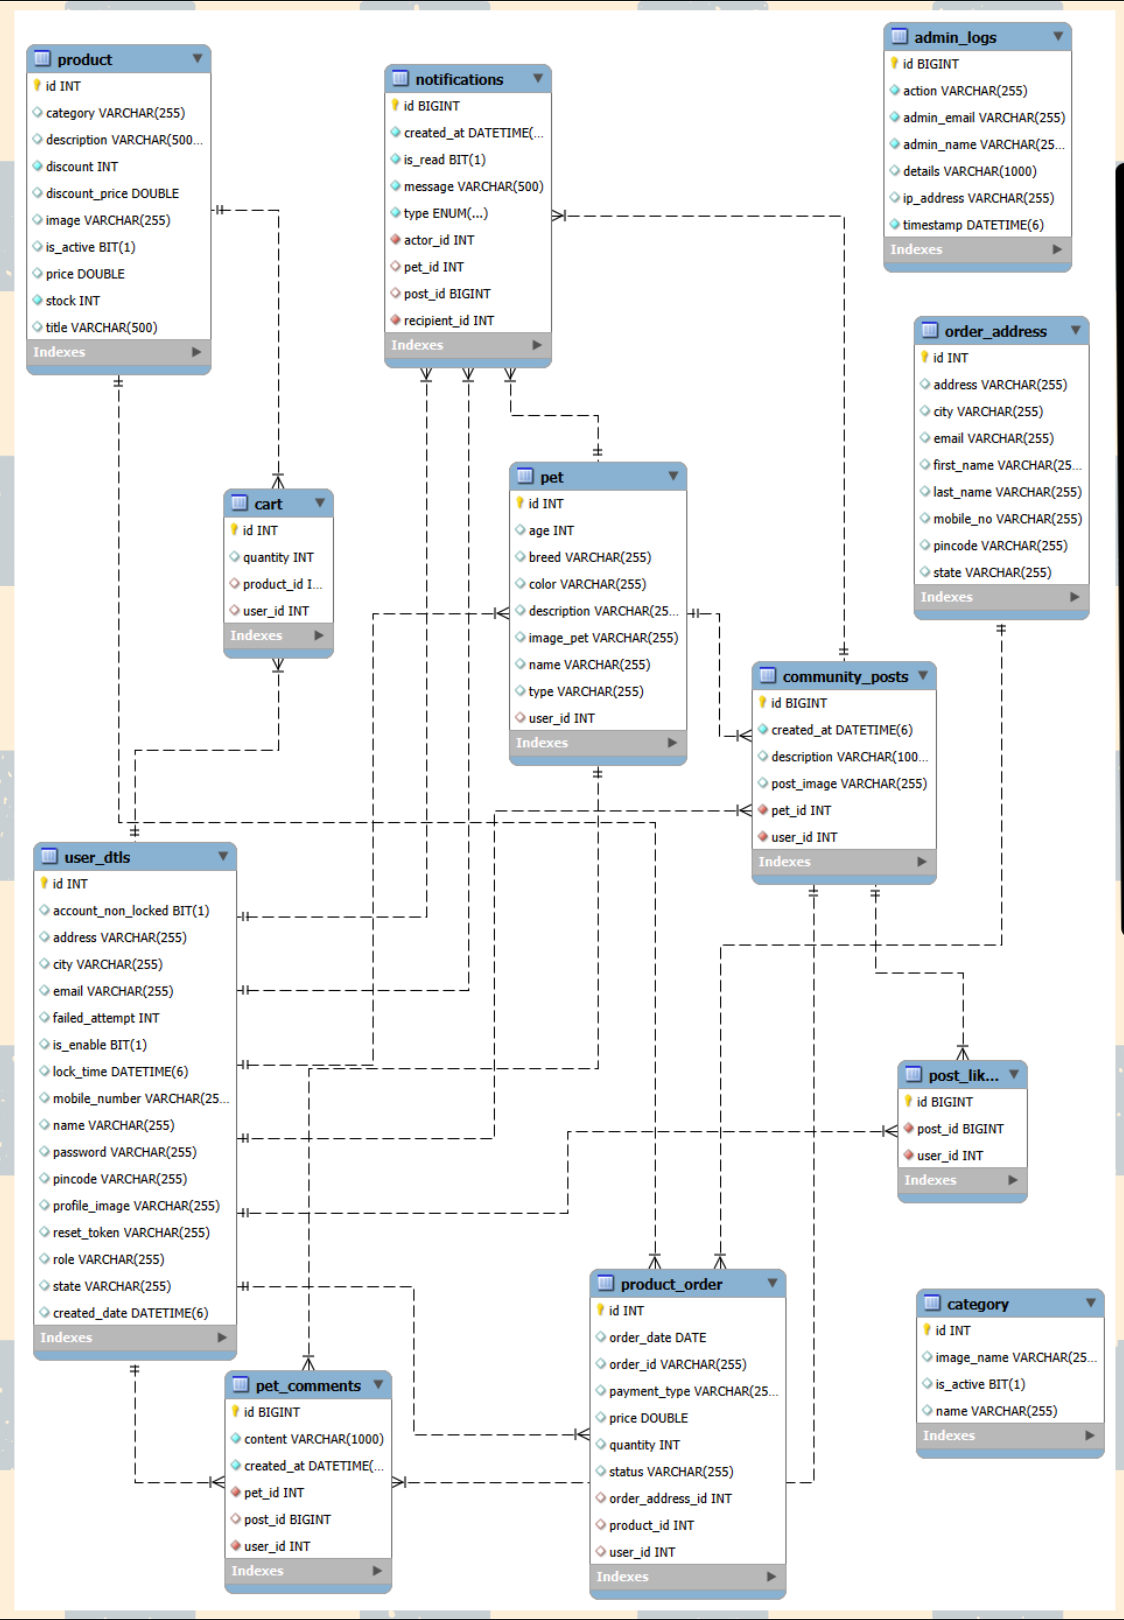 product
id INT
category VARCHAR(255)
description VARCHAR(500...
discount INT
discount_price DOUBLE
image VARCHAR(255)
is_active BIT(1)
price DOUBLE
stock INT
title VARCHAR(500)
Indexes
notifications
id BIGINT
created_at DATETIME(...
is_read BIT(1)
message VARCHAR(500)
type ENUM(...)
actor_id INT
pet_id INT
post_id BIGINT
recipient_id INT
Indexes
admin_logs
id BIGINT
action VARCHAR(255)
admin_email VARCHAR(255)
admin_name VARCHAR(25...
details VARCHAR(1000)
ip_address VARCHAR(255)
timestamp DATETIME(6)
Indexes
order_address
id INT
address VARCHAR(255)
city VARCHAR(255)
email VARCHAR(255)
first_name VARCHAR(25...
last_name VARCHAR(255)
mobile_no VARCHAR(255)
pincode VARCHAR(255)
state VARCHAR(255)
Indexes
cart
id INT
quantity INT
product_id I...
user_id INT
Indexes
pet
id INT
age INT
breed VARCHAR(255)
color VARCHAR(255)
description VARCHAR(25...
image_pet VARCHAR(255)
name VARCHAR(255)
type VARCHAR(255)
user_id INT
Indexes
community_posts
id BIGINT
created_at DATETIME(6)
description VARCHAR(100...
post_image VARCHAR(255)
pet_id INT
user_id INT
Indexes
user_dtls
id INT
account_non_locked BIT(1)
address VARCHAR(255)
city VARCHAR(255)
email VARCHAR(255)
failed_attempt INT
is_enable BIT(1)
lock_time DATETIME(6)
mobile_number VARCHAR(25...
name VARCHAR(255)
password VARCHAR(255)
pincode VARCHAR(255)
profile_image VARCHAR(255)
reset_token VARCHAR(255)
role VARCHAR(255)
state VARCHAR(255)
created_date DATETIME(6)
Indexes
post_lik...
id BIGINT
post_id BIGINT
user_id INT
Indexes
product_order
id INT
order_date DATE
order_id VARCHAR(255)
payment_type VARCHAR(25...
price DOUBLE
quantity INT
status VARCHAR(255)
order_address_id INT
product_id INT
user_id INT
Indexes
category
id INT
image_name VARCHAR(25...
is_active BIT(1)
name VARCHAR(255)
Indexes
pet_comments
id BIGINT
content VARCHAR(1000)
created_at DATETIME(...
pet_id INT
post_id BIGINT
user_id INT
Indexes